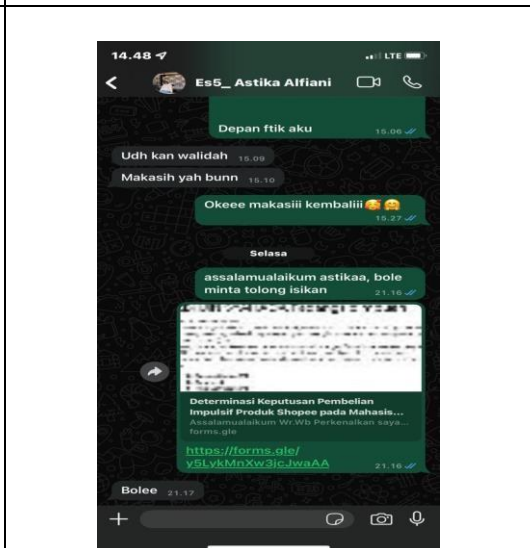 14.48
LTE
Es5_ Astika Alfiani
Depan ftik aku
15.06
Udh kan walidah 15.09
Makasih yah bunn 15.10
Okeee makasiii kembaliii🥰🤗
15.27
Selasa
assalamualaikum astikaa, bole
minta tolong isikan
21.16
Determinasi Keputusan Pembelian
Impulsif Produk Shopee pada Mahasis...
Assalamualaikum Wr.Wb Perkenalkan saya...
forms.gle
https://forms.gle/
y5LykMnXw3jcJwaAA
21.16
Bolee 21.17